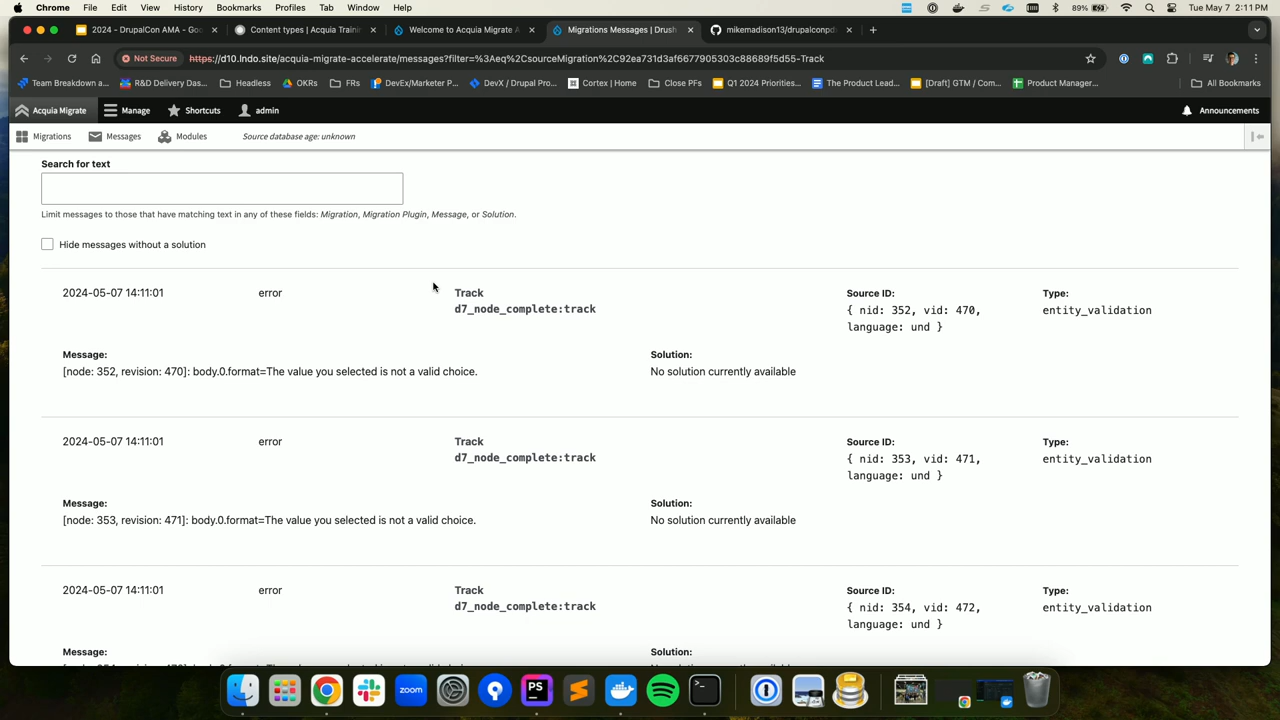 Chrome File Edit View History Bookmarks Profiles Tab Window Help 89% Tue May 7 2:11 PM
2024 - DrupalCon AMA - Goo Content types | Acquia Trainin Welcome to Acquia Migrate A Migrations Messages | Drush mikemadison13/drupalconpd
Not Secure https://d10.lndo.site/acquia-migrate-accelerate/messages?filter=%3Aeq%2CsourceMigration%2C92ea731d3af6677905303c88689f5d55-Track
Team Breakdown a... R&D Delivery Das... Headless OKRs FRs DevEx/Marketer P... DevX / Drupal Pro... Cortex | Home Close PFs Q1 2024 Priorities... The Product Lead... [Draft] GTM / Com... Product Manager... All Bookmarks
Acquia Migrate Manage Shortcuts admin Announcements
Migrations Messages Modules Source database age: unknown
Search for text
Limit messages to those that have matching text in any of these fields: Migration, Migration Plugin, Message, or Solution.
Hide messages without a solution
2024-05-07 14:11:01 error Track Source ID: Type:
d7_node_complete:track { nid: 352, vid: 470, entity_validation
language: und }
Message: Solution:
[node: 352, revision: 470]: body.0.format=The value you selected is not a valid choice. No solution currently available
2024-05-07 14:11:01 error Track Source ID: Type:
d7_node_complete:track { nid: 353, vid: 471, entity_validation
language: und }
Message: Solution:
[node: 353, revision: 471]: body.0.format=The value you selected is not a valid choice. No solution currently available
2024-05-07 14:11:01 error Track Source ID: Type:
d7_node_complete:track { nid: 354, vid: 472, entity_validation
language: und }
Message: Solution:
zoom PS